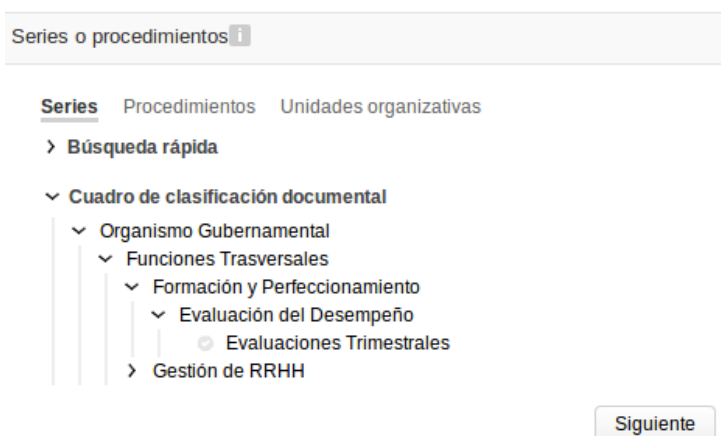 Series o procedimientos i
Series Procedimientos Unidades organizativas
Búsqueda rápida
Cuadro de clasificación documental
Organismo Gubernamental
Funciones Trasversales
Formación y Perfeccionamiento
Evaluación del Desempeño
Evaluaciones Trimestrales
Gestión de RRHH
Siguiente